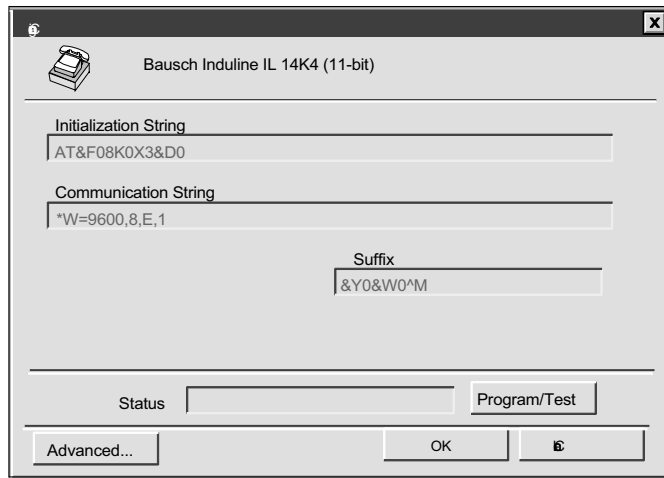 Bausch Induline IL 14K4 (11-bit)
Initialization String
AT&F08K0X3&D0
Communication String
*W=9600,8,E,1
Suffix
&Y0&W0^M
Status
Program/Test
Advanced...
OK